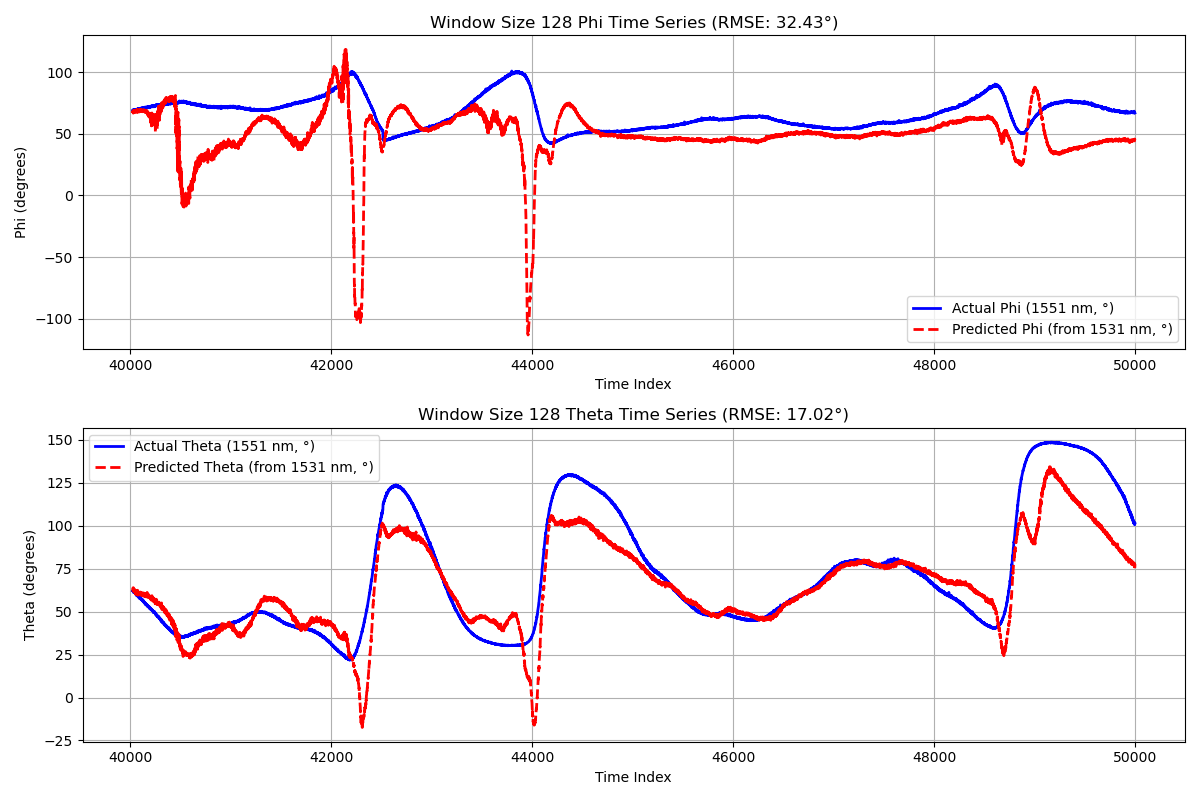 Window Size 128 Phi Time Series (RMSE: 32.43°)
Phi (degrees)
100
50
0
−50
−100
Actual Phi (1551 nm, °)
Predicted Phi (from 1531 nm, °)
40000 42000 44000 46000 48000 50000
Time Index
Window Size 128 Theta Time Series (RMSE: 17.02°)
Theta (degrees)
150
125
100
75
50
25
0
−25
Actual Theta (1551 nm, °)
Predicted Theta (from 1531 nm, °)
40000 42000 44000 46000 48000 50000
Time Index